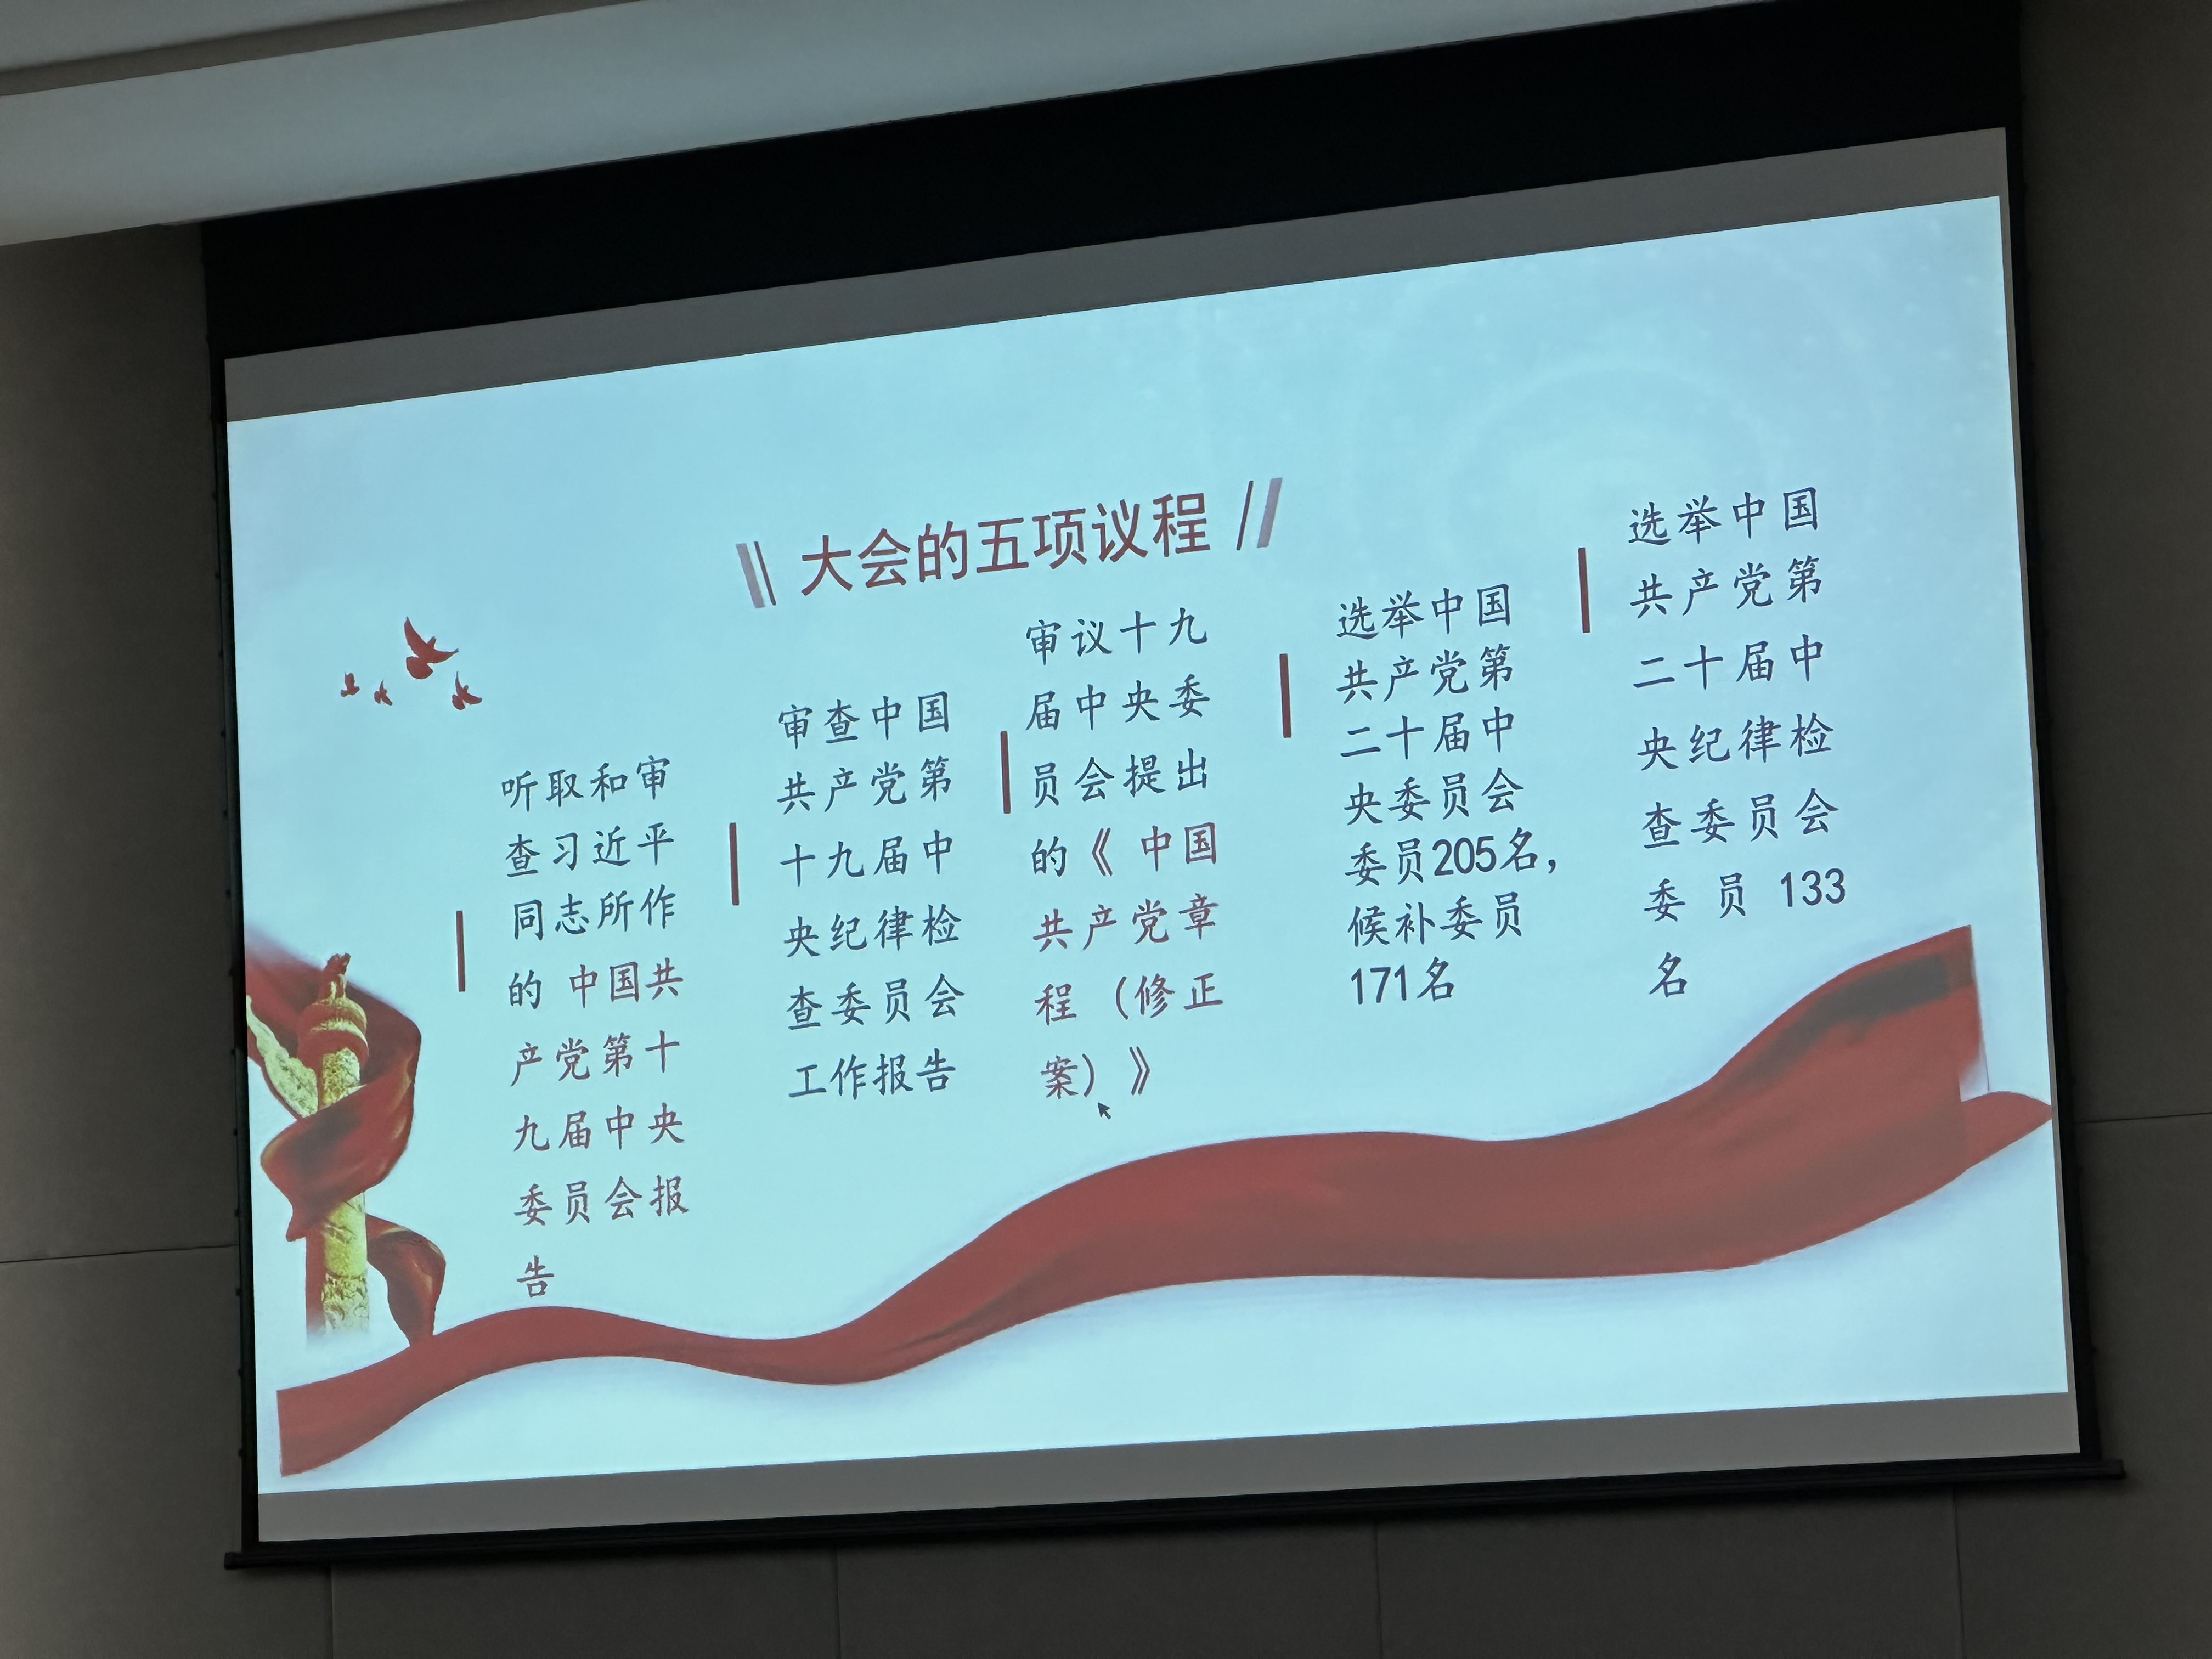 大会的五项议程
听取和审
查习近平
同志所作
的 中国共
产党第十
九届中央
委员会报
告
审查中国
共产党第
十九届中
央纪律检
查委员会
工作报告
审议十九
届中央委
员会提出
的《 中国
共产党章
程 (修正
案) 》
选举中国
共产党第
二十届中
央委员会
委员205名，
候补委员
171名
选举中国
共产党第
二十届中
央纪律检
查委员会
委 员 133
名